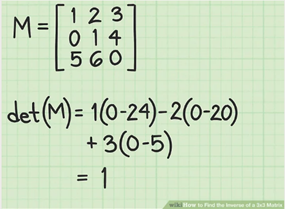 M = [1 2 3
0 1 4
5 6 0]
det(M) = 1(0-24)-2(0-20)
+ 3(0-5)
= 1
wikiHow to Find the Inverse of a 3x3 Matrix